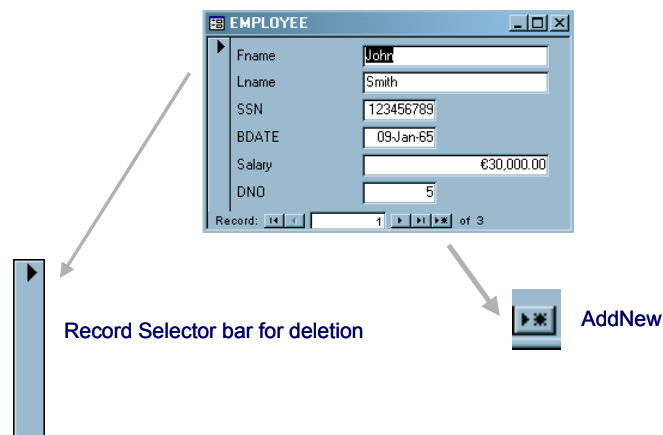 EMPLOYEE
Fname John
Lname Smith
SSN 123456789
BDATE 09-Jan-65
Salary €30,000.00
DNO 5
Record: 1 of 3
Record Selector bar for deletion
AddNew